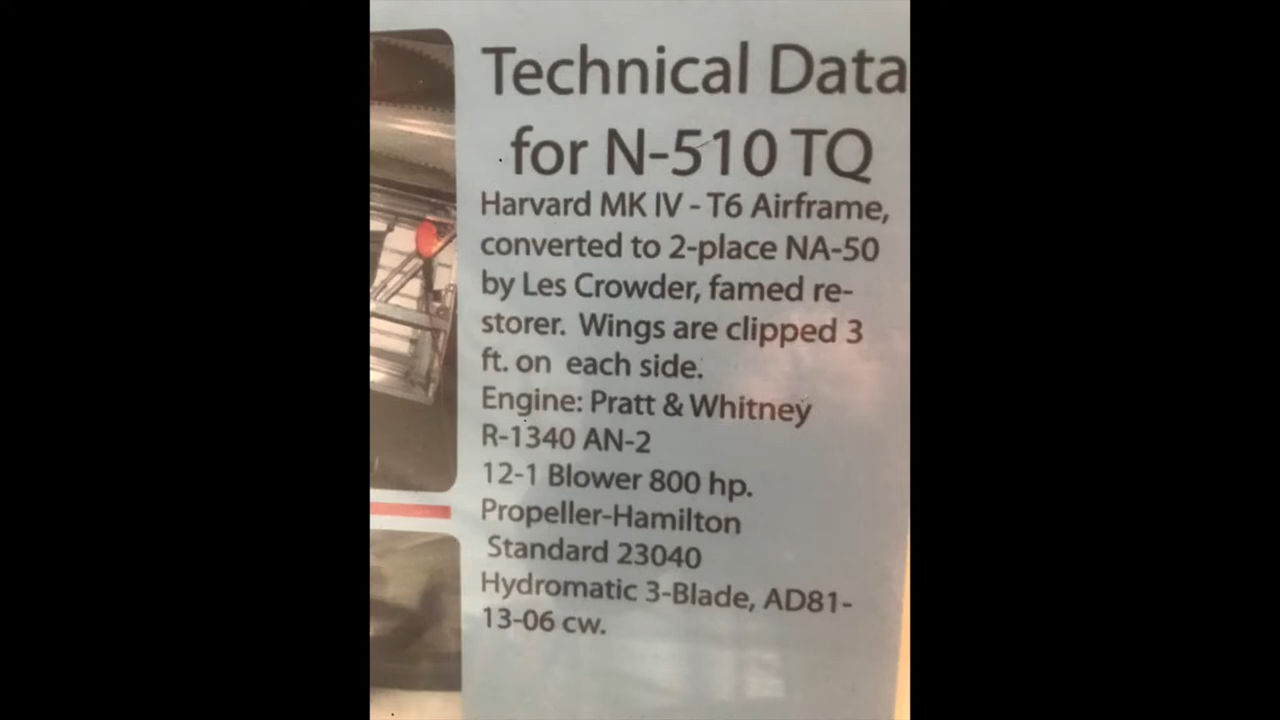 Technical Data
for N-510 TQ
Harvard MK IV - T6 Airframe,
converted to 2-place NA-50
by Les Crowder, famed re-
storer. Wings are clipped 3
ft. on each side.
Engine: Pratt & Whitney
R-1340 AN-2
12-1 Blower 800 hp.
Propeller-Hamilton
Standard 23040
Hydromatic 3-Blade, AD81-
13-06 cw.